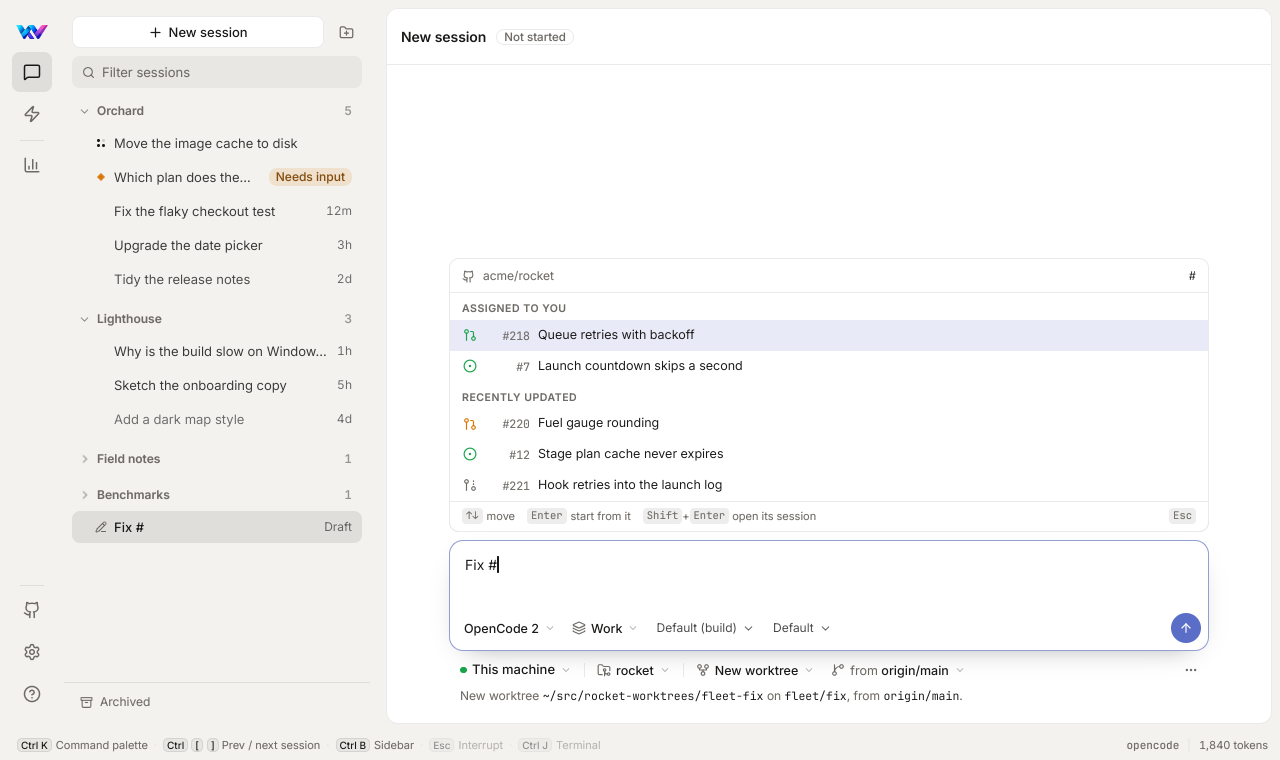 New session
Filter sessions
Orchard 5
Move the image cache to disk
Which plan does the... Needs input
Fix the flaky checkout test 12m
Upgrade the date picker 3h
Tidy the release notes 2d
Lighthouse 3
Why is the build slow on Window... 1h
Sketch the onboarding copy 5h
Add a dark map style 4d
Field notes 1
Benchmarks 1
Fix # Draft
Archived
New session Not started
acme/rocket #
ASSIGNED TO YOU
#218 Queue retries with backoff
#7 Launch countdown skips a second
RECENTLY UPDATED
#220 Fuel gauge rounding
#12 Stage plan cache never expires
#221 Hook retries into the launch log
↑↓ move Enter start from it Shift+Enter open its session Esc
Fix #
OpenCode 2 Work Default (build) Default
This machine rocket New worktree from origin/main ...
New worktree ~/src/rocket-worktrees/fleet-fix on fleet/fix, from origin/main.
Ctrl K Command palette · Ctrl [ ] Prev / next session · Ctrl B Sidebar · Esc Interrupt · Ctrl J Terminal opencode 1,840 tokens